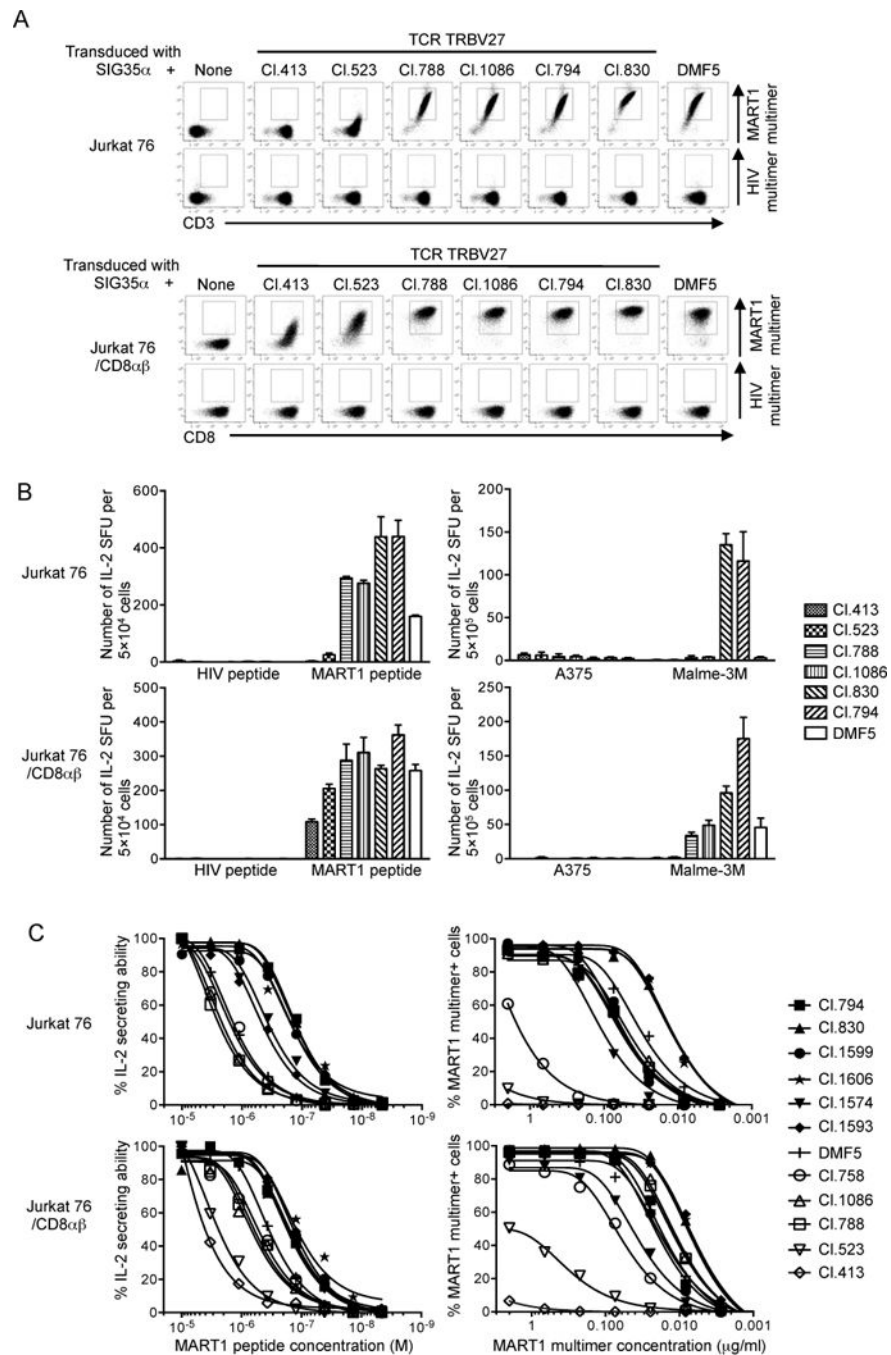 A
TCR TRBV27
Transduced with
SIG35α + None Cl.413 Cl.523 Cl.788 Cl.1086 Cl.794 Cl.830 DMF5
Jurkat 76
MART1 multimer
HIV multimer
CD3
TCR TRBV27
Transduced with
SIG35α + None Cl.413 Cl.523 Cl.788 Cl.1086 Cl.794 Cl.830 DMF5
Jurkat 76
/CD8αβ
MART1 multimer
HIV multimer
CD8
B
Jurkat 76
Number of IL-2 SFU per
5×10⁴ cells
600
400
200
0
HIV peptide MART1 peptide
Number of IL-2 SFU per
5×10⁵ cells
200
150
100
50
0
A375 Malme-3M
Jurkat 76
/CD8αβ
Number of IL-2 SFU per
5×10⁴ cells
500
400
300
200
100
0
HIV peptide MART1 peptide
Number of IL-2 SFU per
5×10⁵ cells
250
200
150
100
50
0
A375 Malme-3M
Cl.413
Cl.523
Cl.788
Cl.1086
Cl.830
Cl.794
DMF5
C
Jurkat 76
% IL-2 secreting ability
100
80
60
40
20
0
10⁻⁵ 10⁻⁶ 10⁻⁷ 10⁻⁸ 10⁻⁹
% MART1 multimer+ cells
100
80
60
40
20
0
1 0.100 0.010 0.001
Jurkat 76
/CD8αβ
% IL-2 secreting ability
100
80
60
40
20
0
10⁻⁵ 10⁻⁶ 10⁻⁷ 10⁻⁸ 10⁻⁹
MART1 peptide concentration (M)
% MART1 multimer+ cells
100
80
60
40
20
0
1 0.100 0.010 0.001
MART1 multimer concentration (μg/ml)
Cl.794
Cl.830
Cl.1599
Cl.1606
Cl.1574
Cl.1593
DMF5
Cl.758
Cl.1086
Cl.788
Cl.523
Cl.413